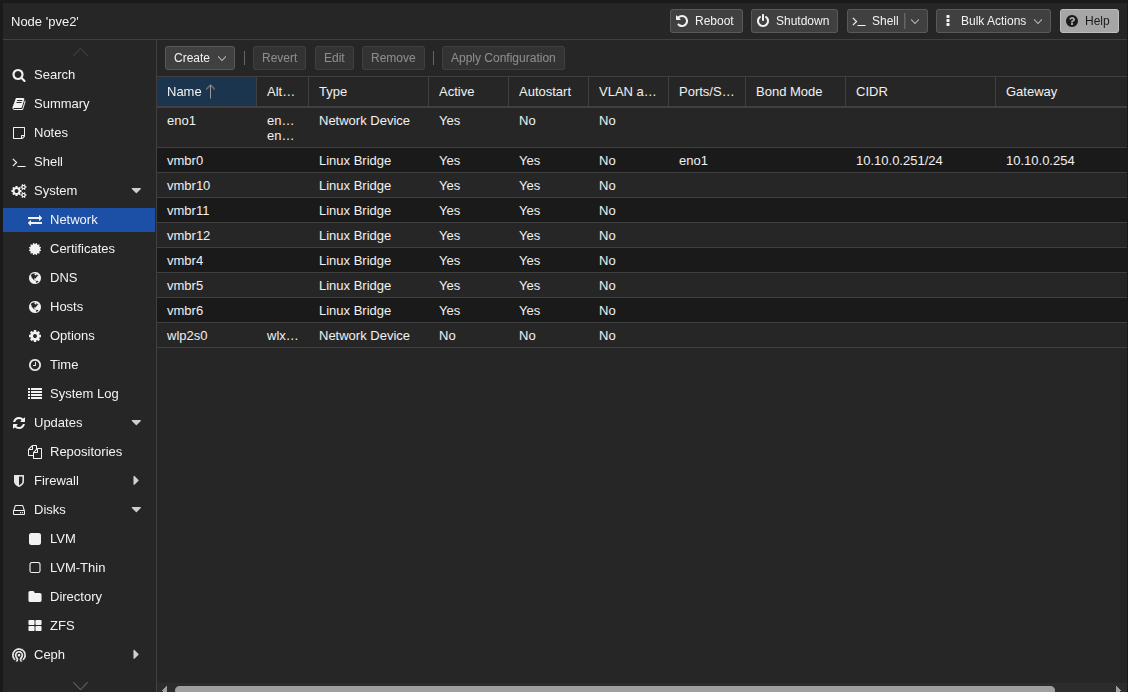 Node 'pve2'
Reboot
Shutdown
Shell
Bulk Actions
Help
Search
Summary
Notes
Shell
System
Network
Certificates
DNS
Hosts
Options
Time
System Log
Updates
Repositories
Firewall
Disks
LVM
LVM-Thin
Directory
ZFS
Ceph
Create
Revert
Edit
Remove
Apply Configuration
Name Alt… Type Active Autostart VLAN a… Ports/S… Bond Mode CIDR Gateway
eno1 en… Network Device Yes No No
en…
vmbr0 Linux Bridge Yes Yes No eno1 10.10.0.251/24 10.10.0.254
vmbr10 Linux Bridge Yes Yes No
vmbr11 Linux Bridge Yes Yes No
vmbr12 Linux Bridge Yes Yes No
vmbr4 Linux Bridge Yes Yes No
vmbr5 Linux Bridge Yes Yes No
vmbr6 Linux Bridge Yes Yes No
wlp2s0 wlx… Network Device No No No